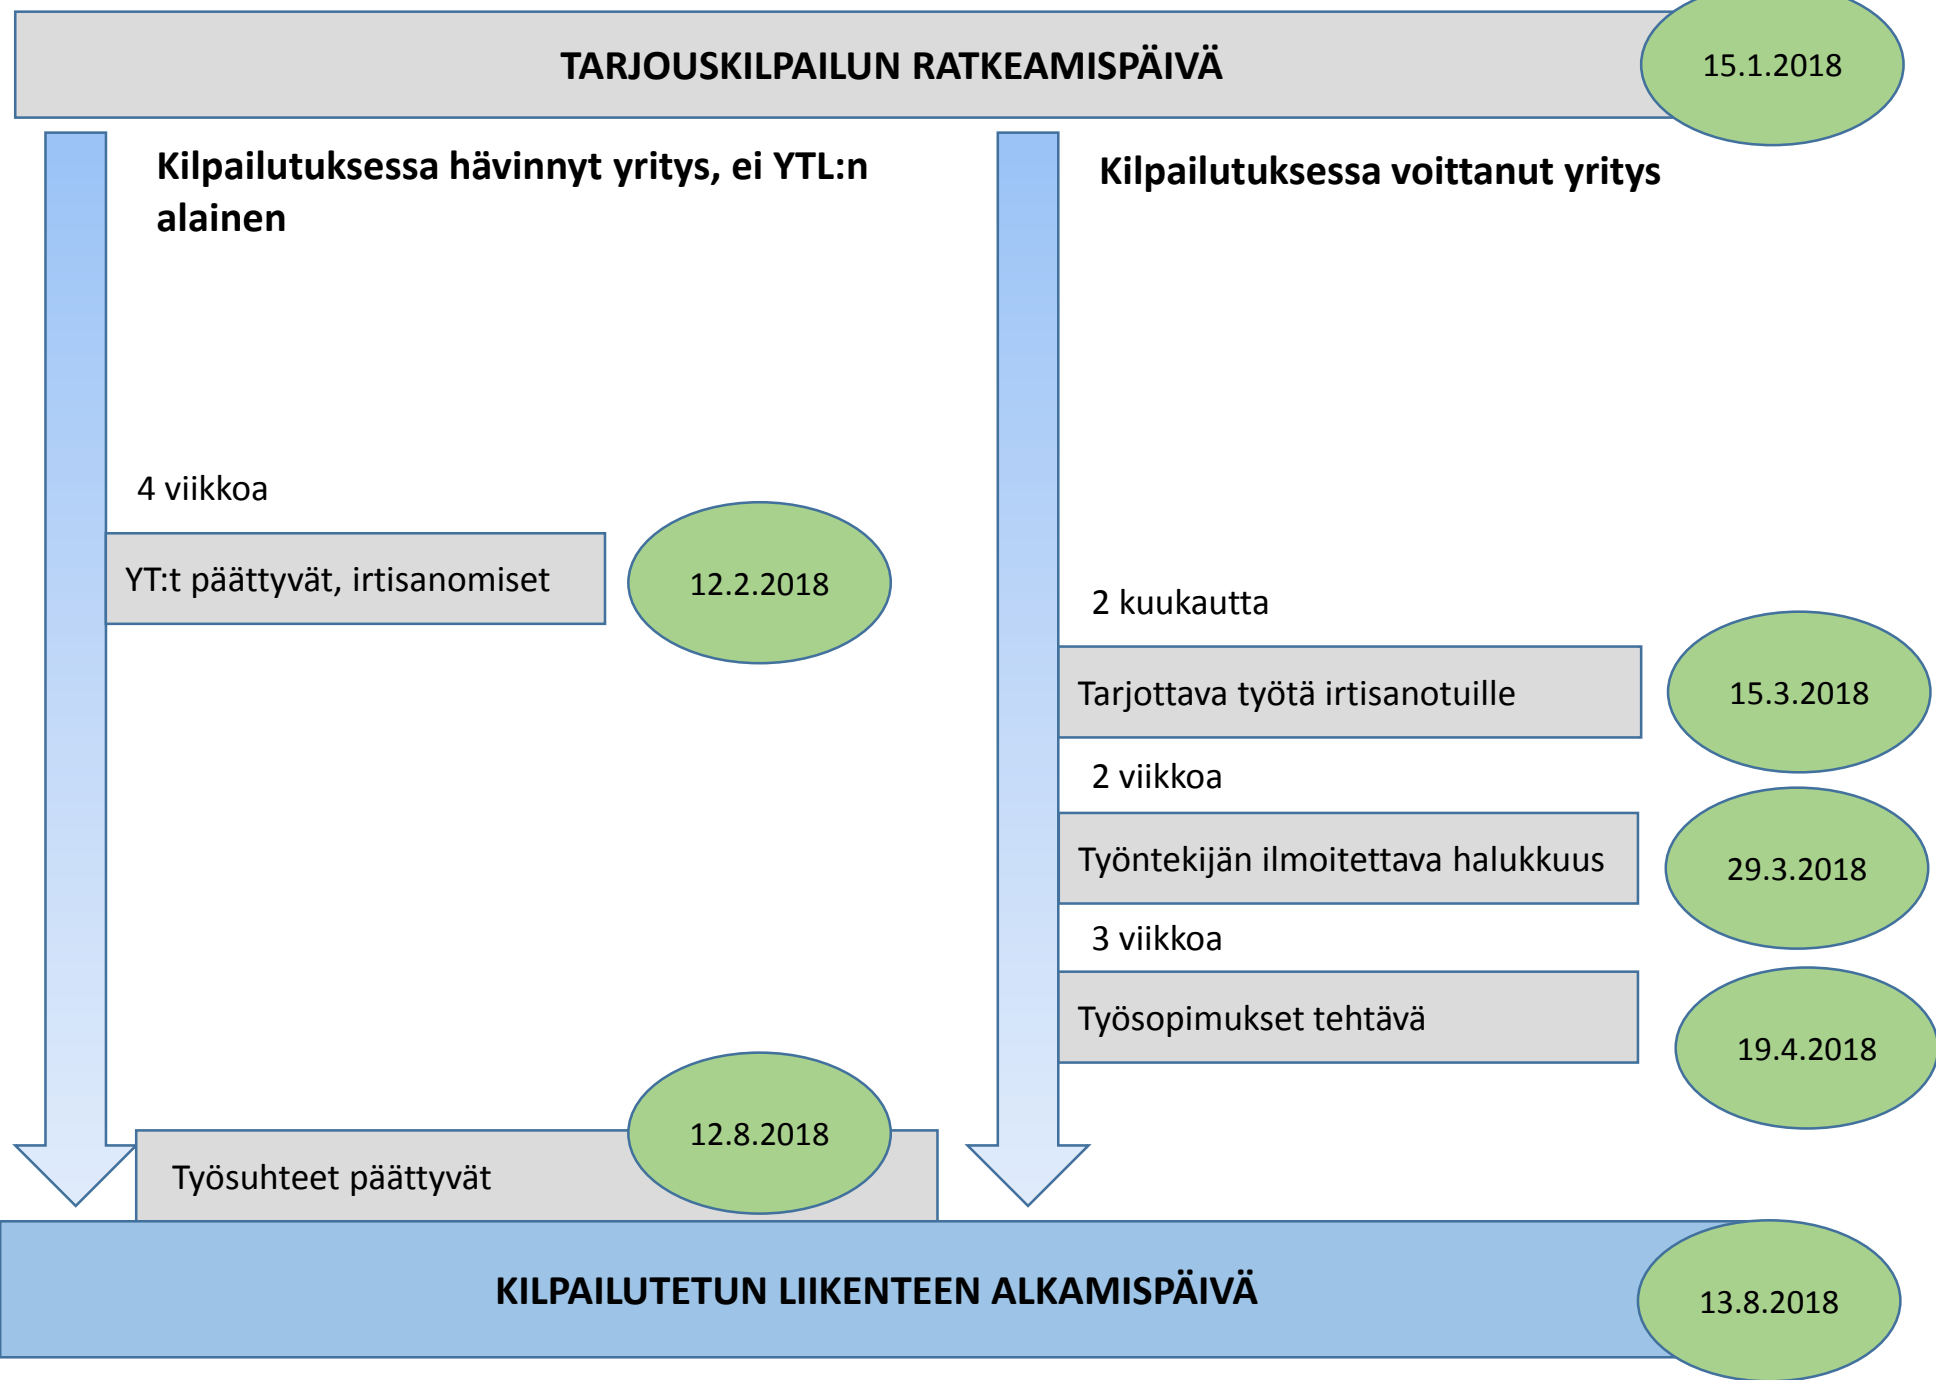 TARJOUSKILPAILUN RATKEAMISPÄIVÄ
15.1.2018
Kilpailutuksessa hävinnyt yritys, ei YTL:n
alainen
4 viikkoa
YT:t päättyvät, irtisanomiset
12.2.2018
Työsuhteet päättyvät
12.8.2018
Kilpailutuksessa voittanut yritys
2 kuukautta
Tarjottava työtä irtisanotuille
15.3.2018
2 viikkoa
Työntekijän ilmoitettava halukkuus
29.3.2018
3 viikkoa
Työsopimukset tehtävä
19.4.2018
KILPAILUTETUN LIIKENTEEN ALKAMISPÄIVÄ
13.8.2018